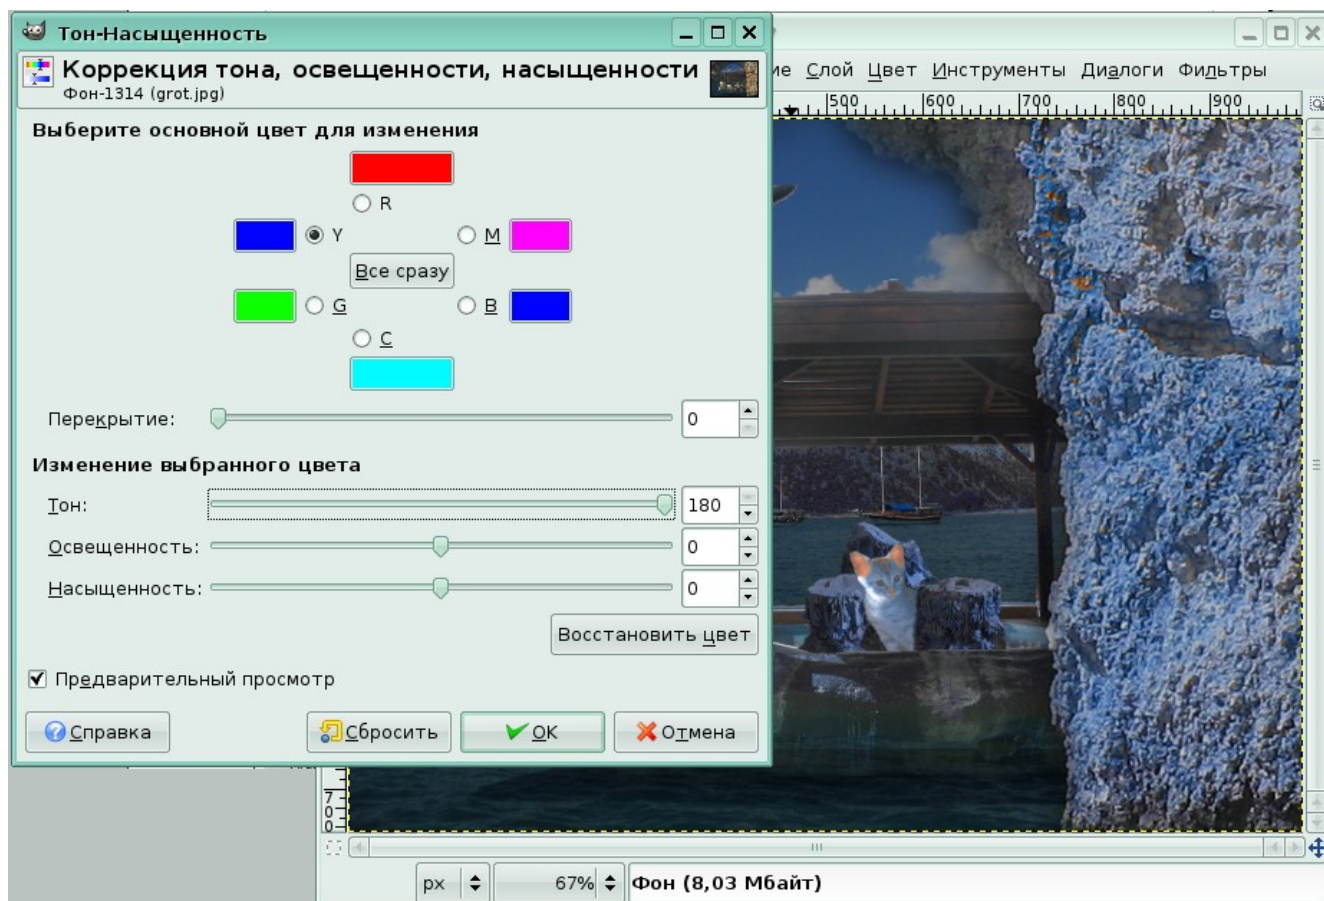 Тон-Насыщенность
Коррекция тона, освещенности, насыщенности
Фон-1314 (grot.jpg)
ие Слой Цвет Инструменты Диалоги Фильтры
500 600 700 800 900
Выберите основной цвет для изменения
R
Y M
Все сразу
G B
C
Перекрытие: 0
Изменение выбранного цвета
Тон: 180
Освещенность: 0
Насыщенность: 0
Восстановить цвет
Предварительный просмотр
Справка Сбросить OK Отмена
700
px 67% Фон (8,03 Мбайт)